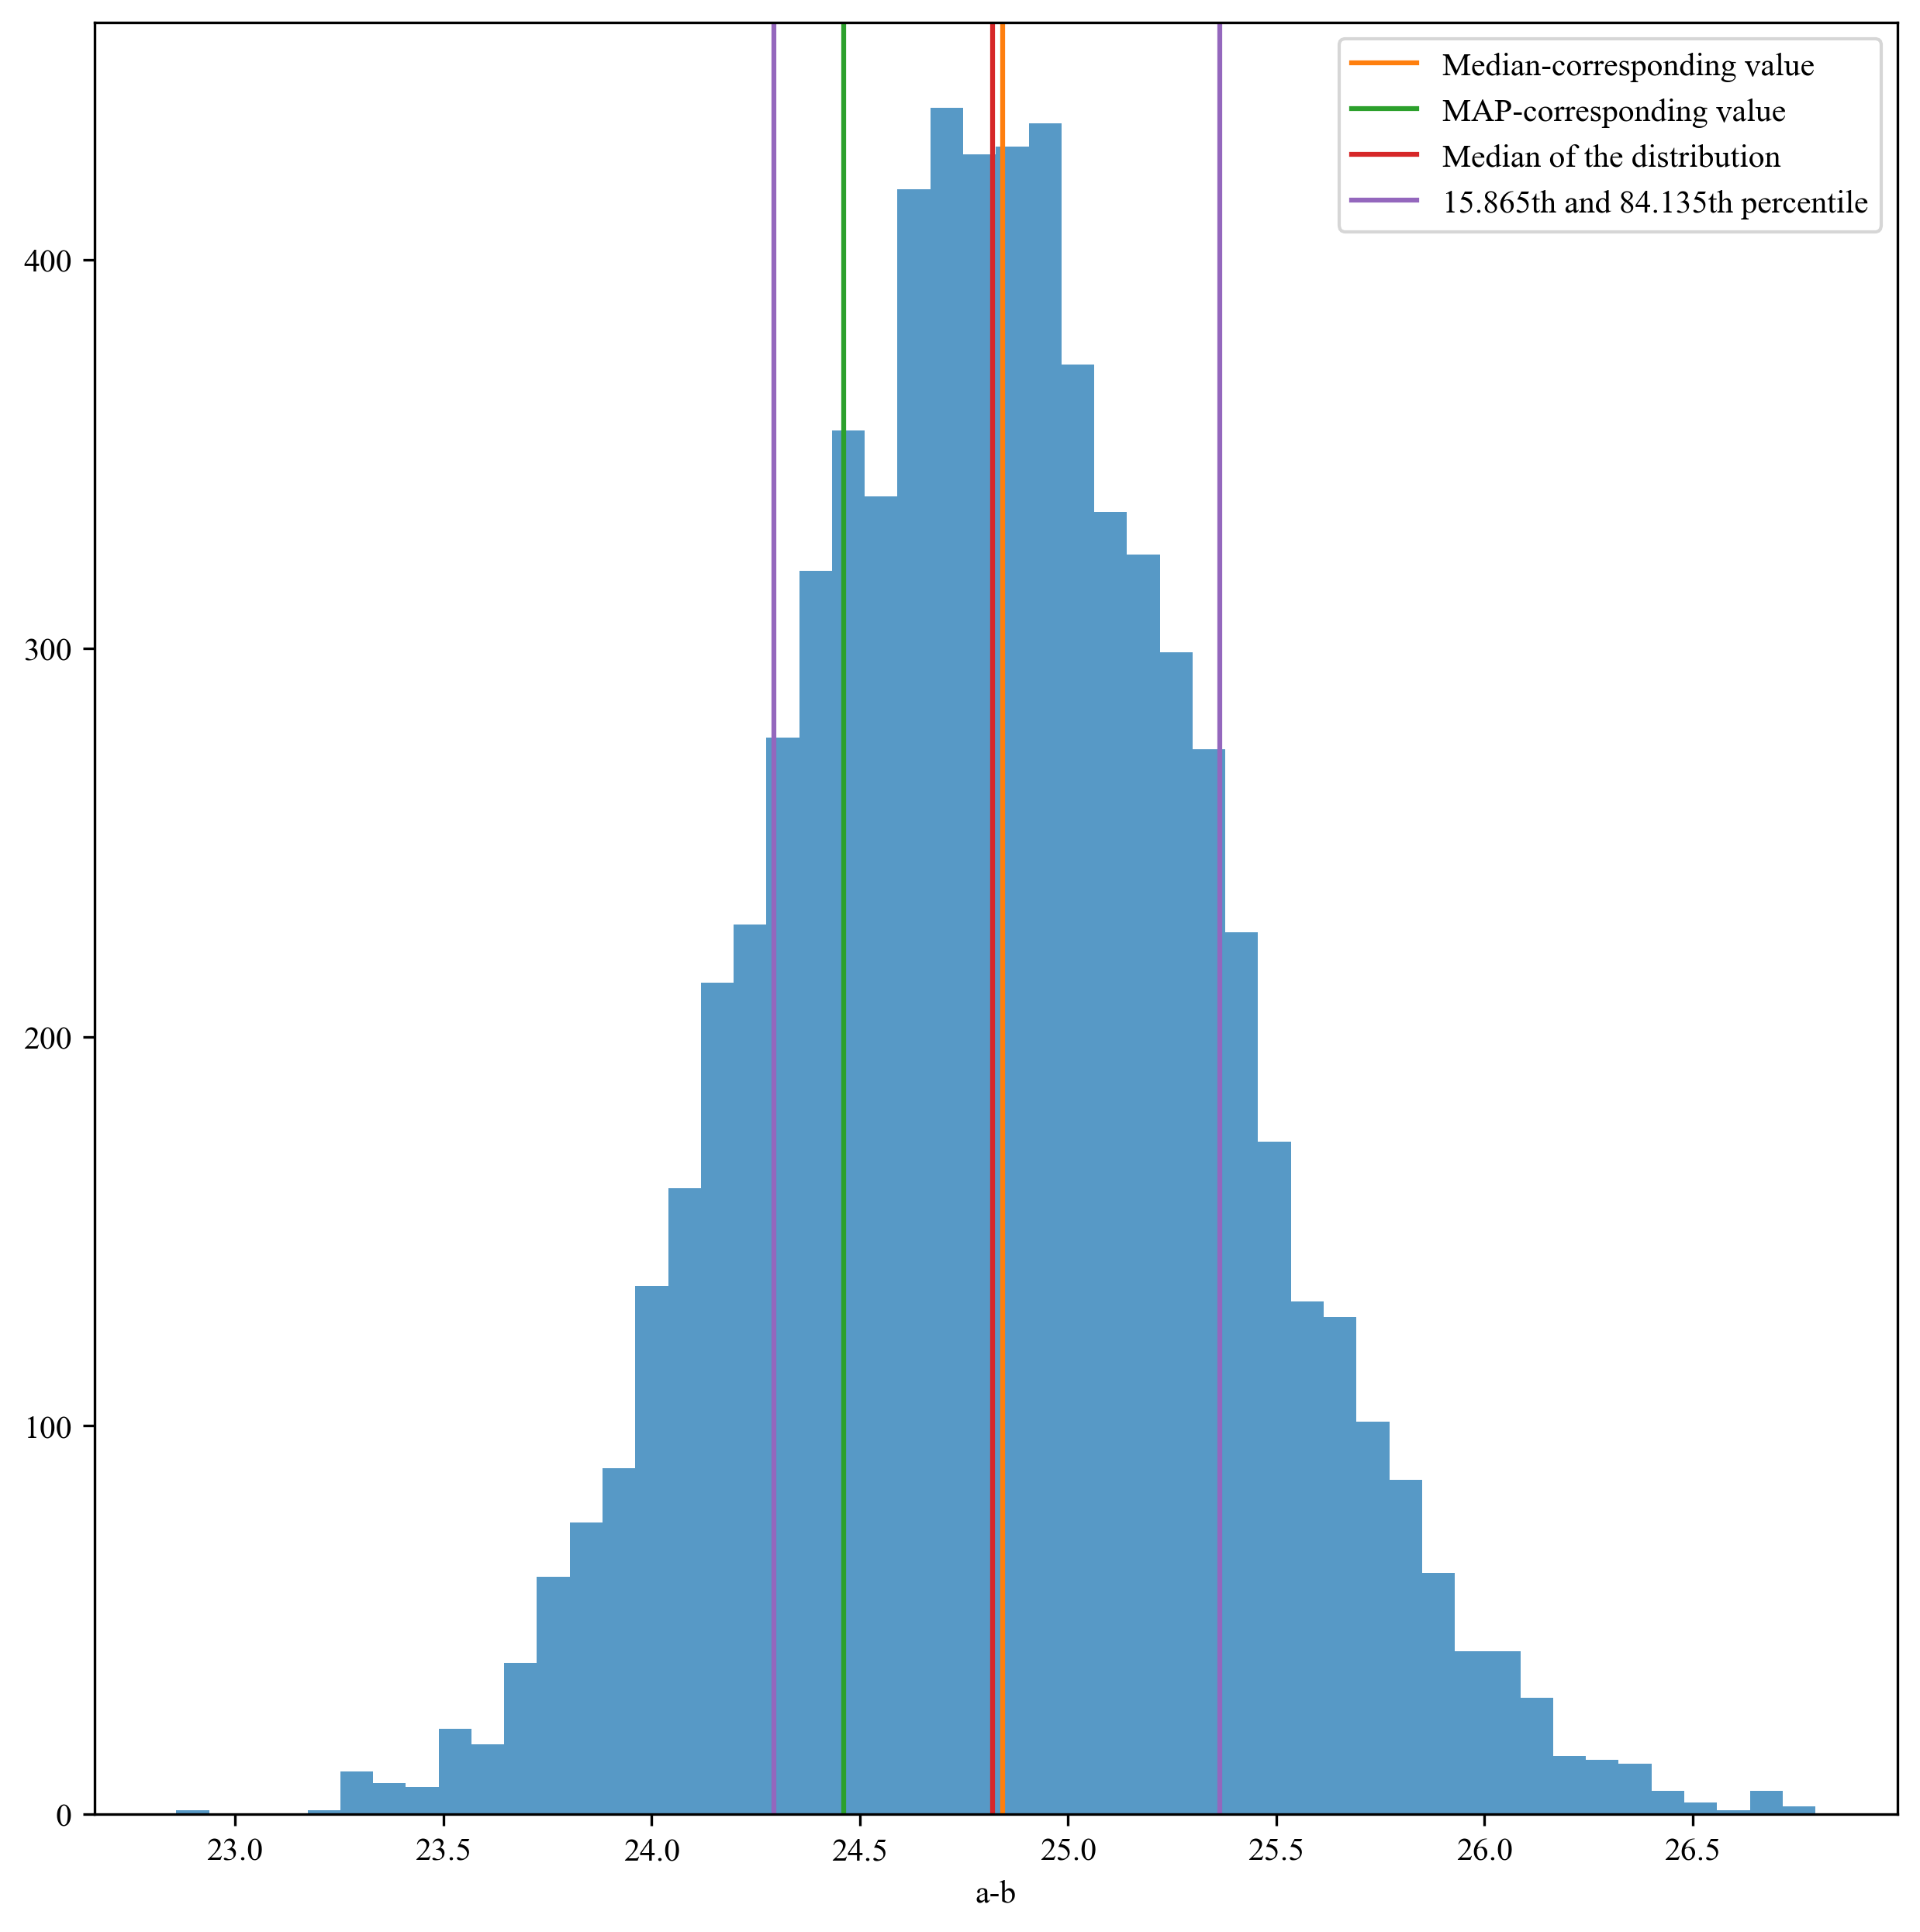 Median-corresponding value
MAP-corresponding value
Median of the distribution
15.865th and 84.135th percentile
400
300
200
100
0
23.0 23.5 24.0 24.5 25.0 25.5 26.0 26.5
a-b